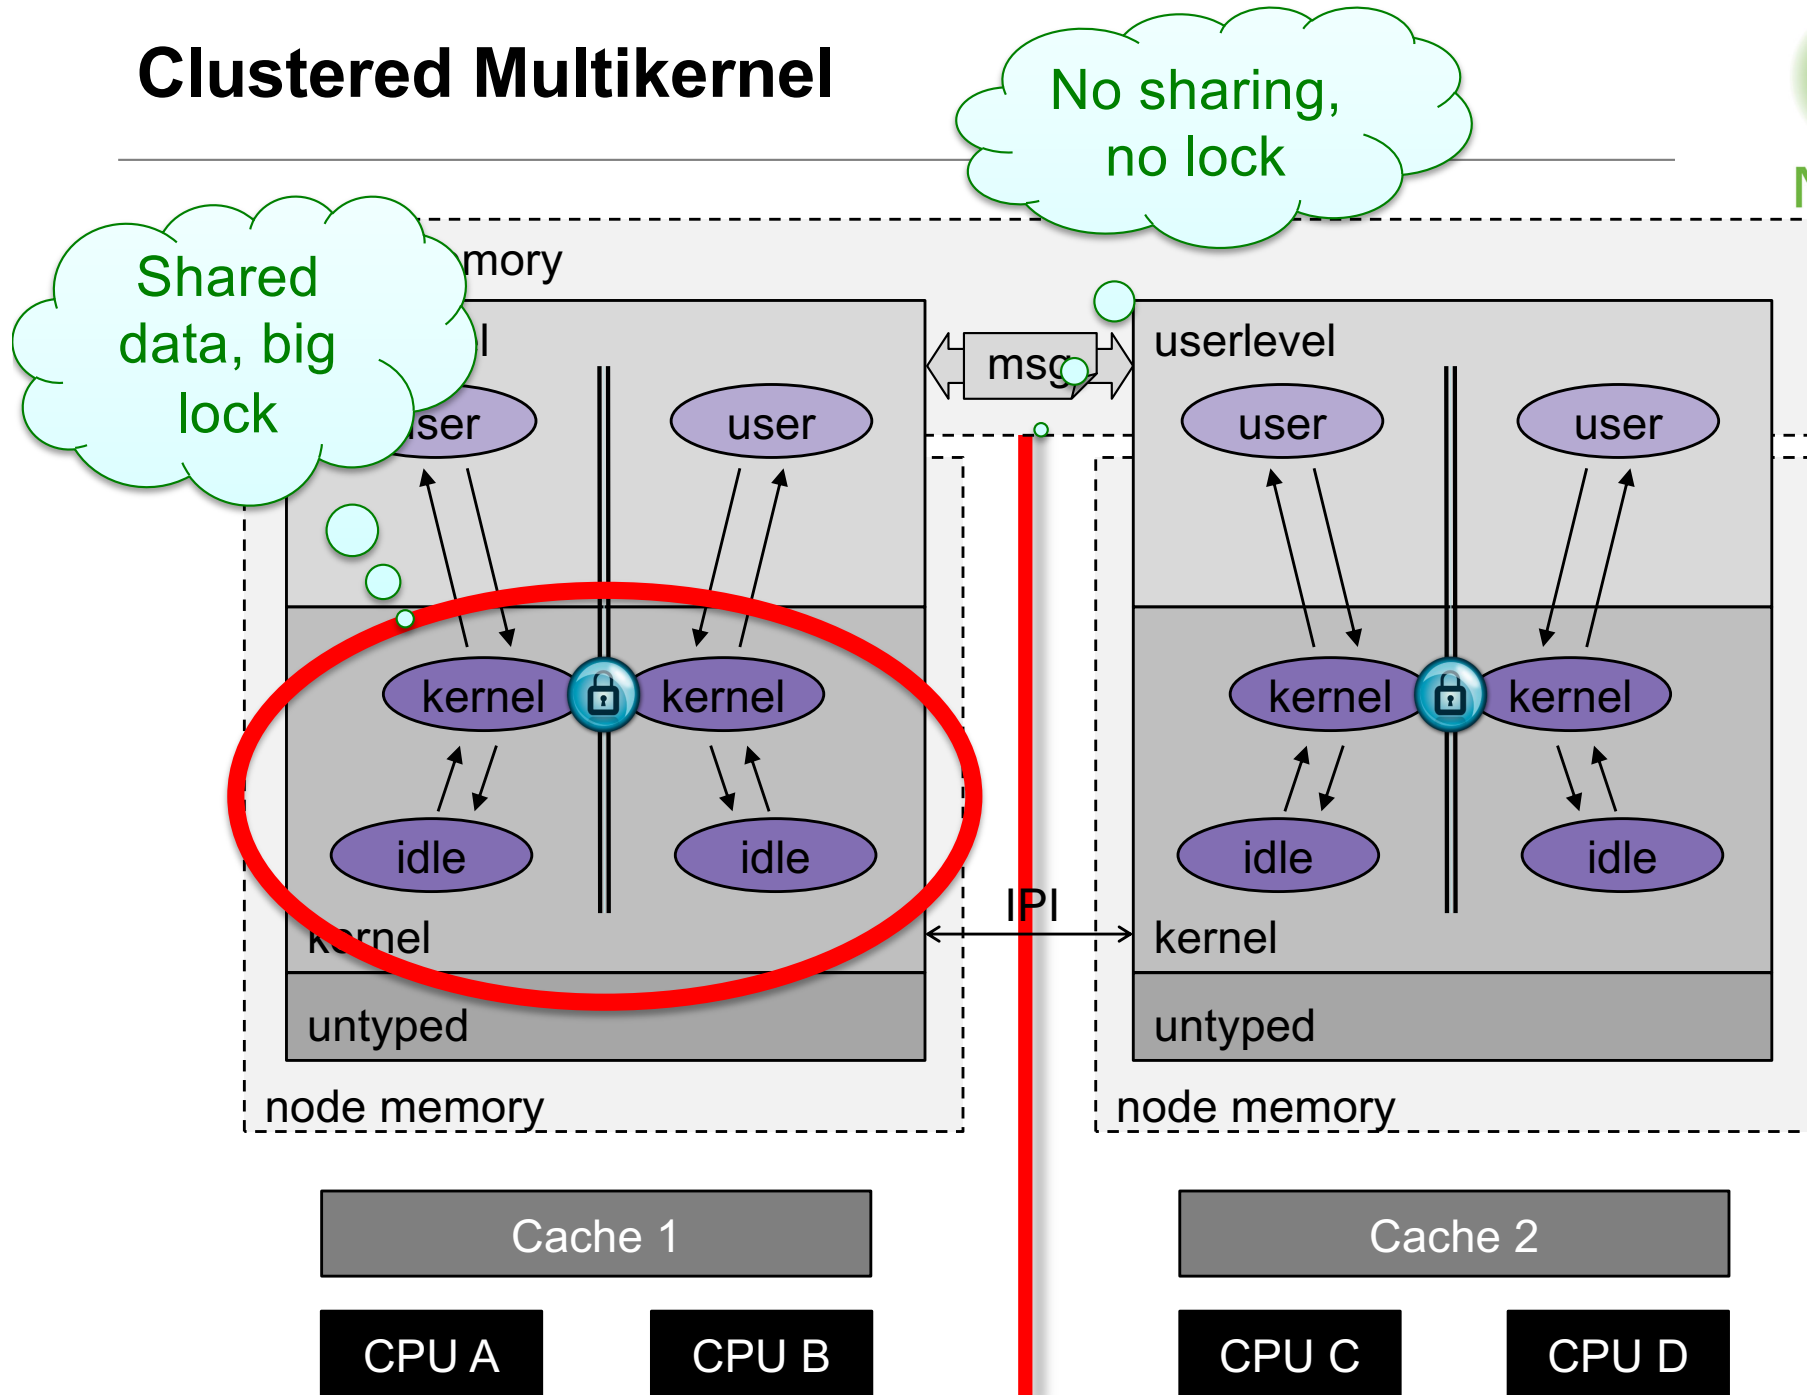 Clustered Multikernel
No sharing,
no lock
N
Shared
data, big
lock
mory
l
msg
userlevel
user
user
user
user
kernel
kernel
kernel
kernel
idle
idle
idle
idle
IPI
kernel
kernel
untyped
untyped
node memory
node memory
Cache 1
Cache 2
CPU A
CPU B
CPU C
CPU D